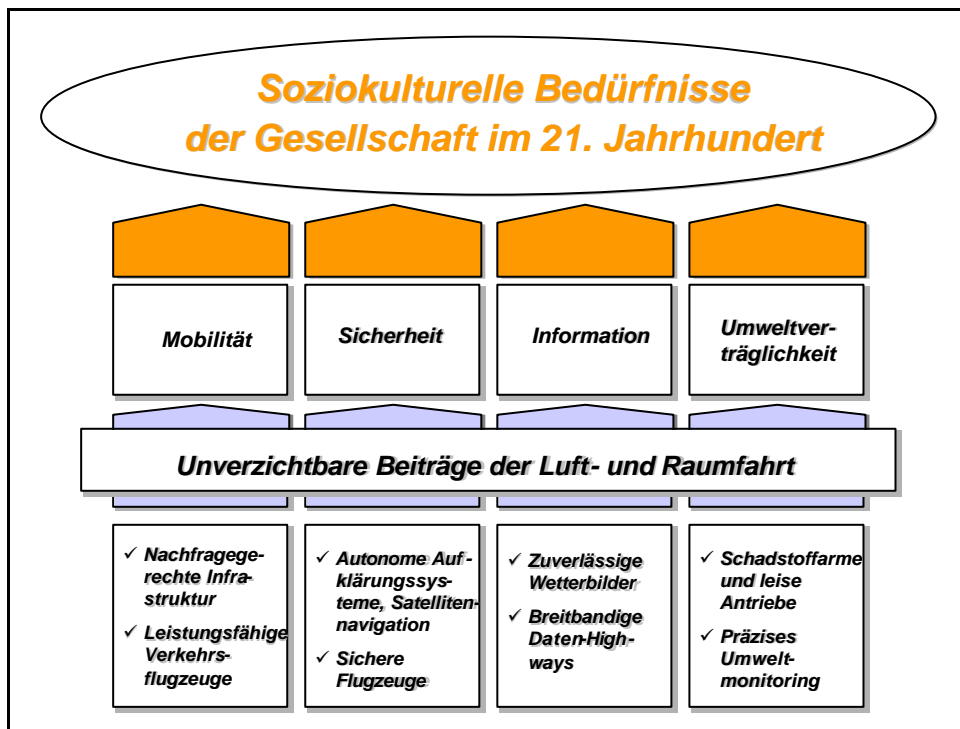 Soziokulturelle Bedürfnisse
der Gesellschaft im 21. Jahrhundert
Mobilität
Sicherheit
Information
Umweltver-
träglichkeit
Unverzichtbare Beiträge der Luft- und Raumfahrt
✓ Nachfragege-
rechte Infra-
struktur
✓ Leistungsfähige
Verkehrs-
flugzeuge
✓ Autonome Auf-
klärungssys-
teme, Satelliten-
navigation
✓ Sichere
Flugzeuge
✓ Zuverlässige
Wetterbilder
✓ Breitbandige
Daten-High-
ways
✓ Schadstoffarme
und leise
Antriebe
✓ Präzises
Umwelt-
monitoring